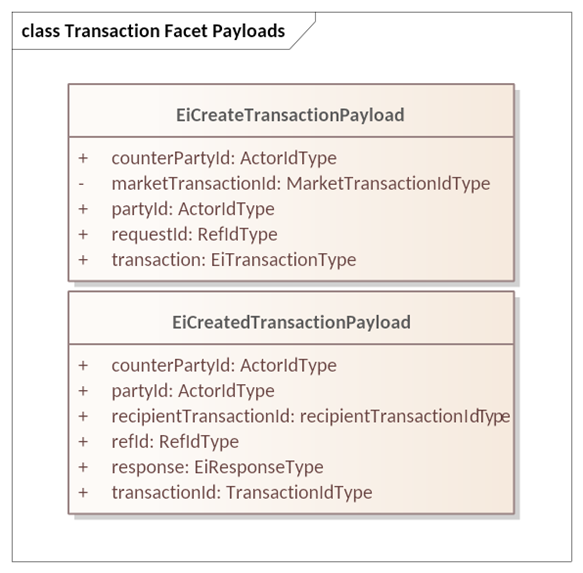 class Transaction Facet Payloads
EiCreateTransactionPayload
+ counterPartyId: ActorIdType
- marketTransactionId: MarketTransactionIdType
+ partyId: ActorIdType
+ requestId: RefIdType
+ transaction: EiTransactionType
EiCreatedTransactionPayload
+ counterPartyId: ActorIdType
+ partyId: ActorIdType
+ recipientTransactionId: recipientTransactionIdType
+ refId: RefIdType
+ response: EiResponseType
+ transactionId: TransactionIdType